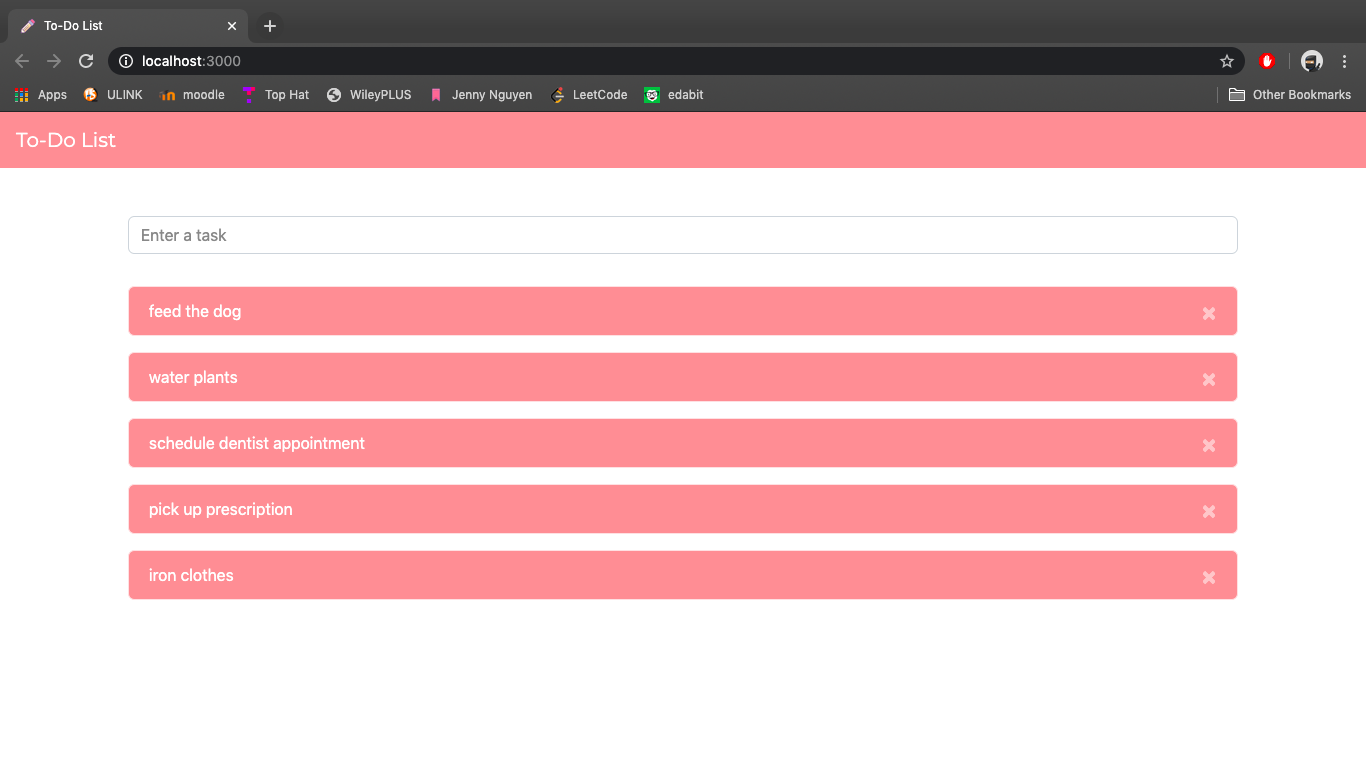 To-Do List
localhost:3000
Apps ULINK moodle Top Hat WileyPLUS Jenny Nguyen LeetCode edabit Other Bookmarks
To-Do List
Enter a task
feed the dog
water plants
schedule dentist appointment
pick up prescription
iron clothes